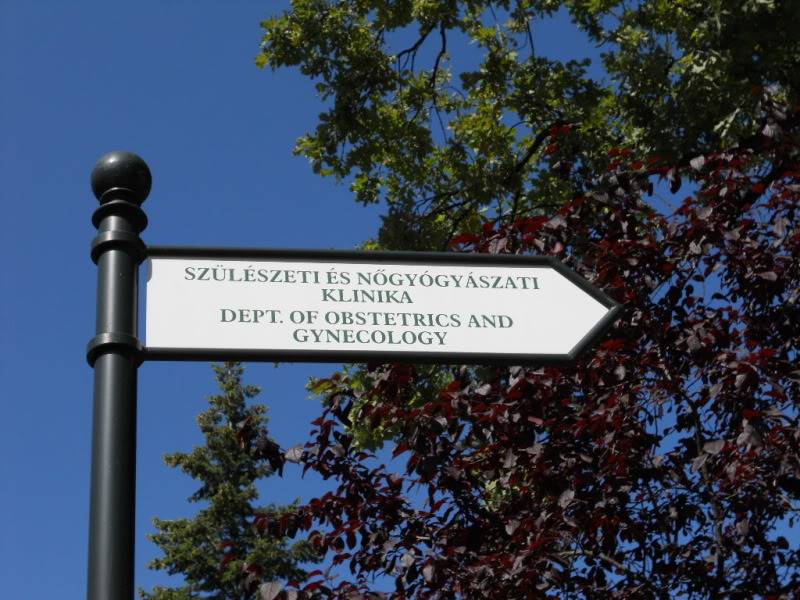 SZÜLÉSZETI ÉS NŐGYÓGYÁSZATI
KLINIKA
DEPT. OF OBSTETRICS AND
GYNECOLOGY